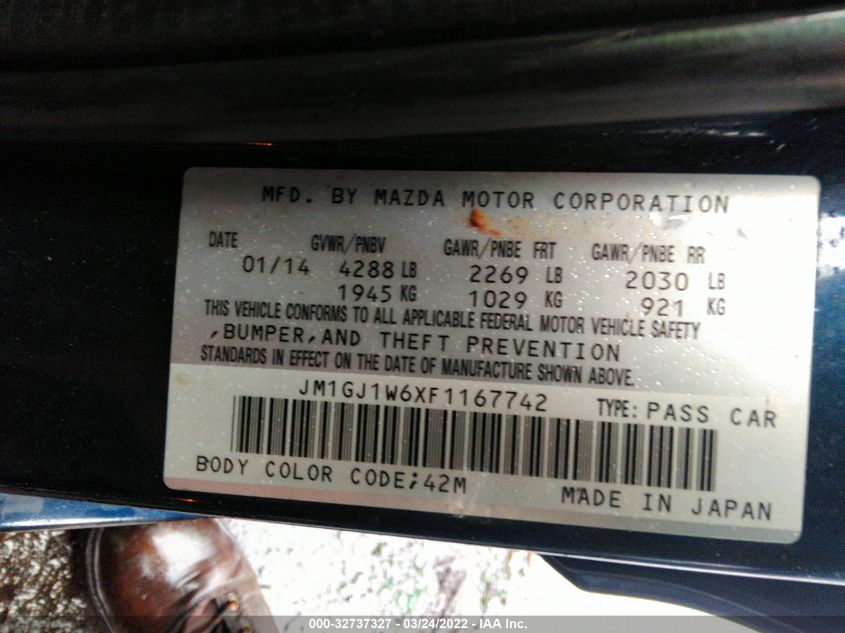 MFD. BY MAZDA MOTOR CORPORATION
DATE GVWR/PNBV GAWR/PNBE FRT GAWR/PNBE RR
01/14 4288 LB 2269 LB 2030 LB
1945 KG 1029 KG 921 KG
THIS VEHICLE CONFORMS TO ALL APPLICABLE FEDERAL MOTOR VEHICLE SAFETY
,BUMPER,AND THEFT PREVENTION
STANDARDS IN EFFECT ON THE DATE OF MANUFACTURE SHOWN ABOVE.
JM1GJ1W6XF1167742 TYPE: PASS CAR
BODY COLOR CODE;42M
MADE IN JAPAN
000-32737327 - 03/24/2022 - IAA Inc.